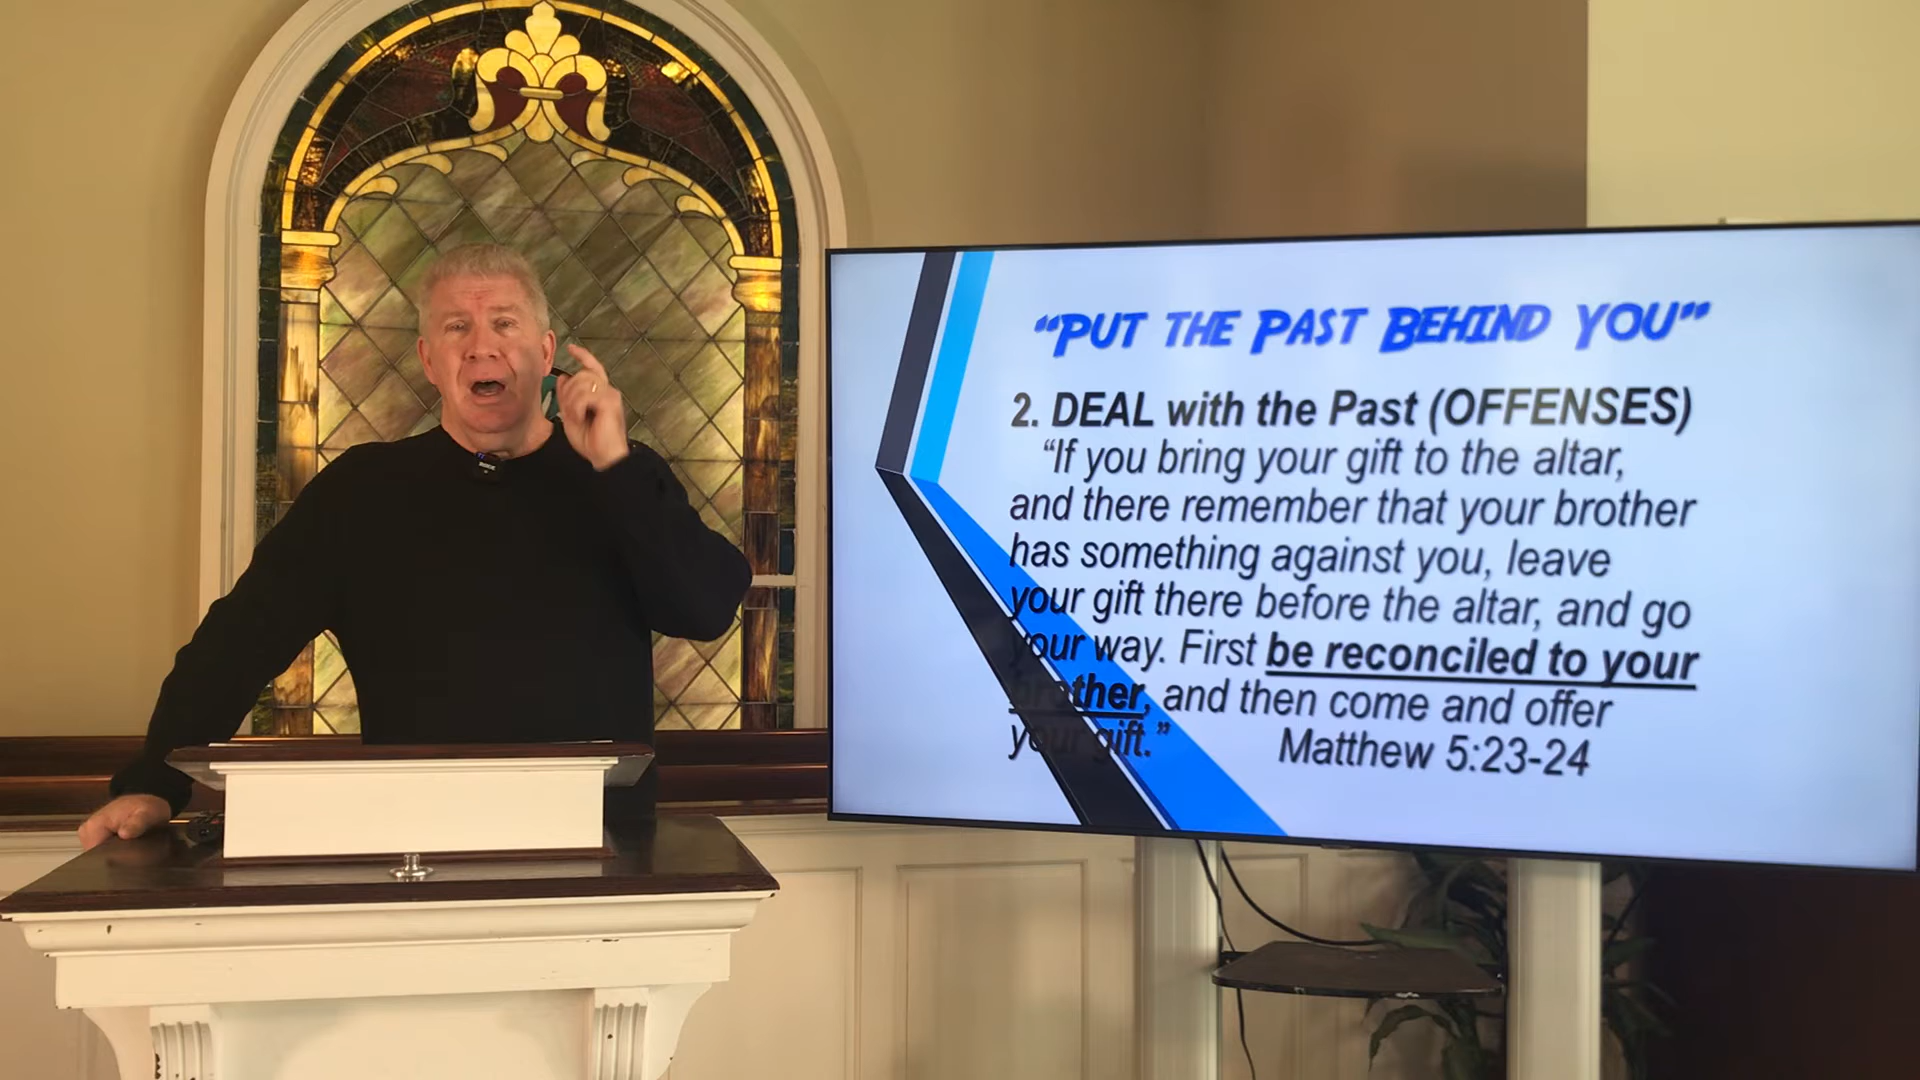 “PUT THE PAST BEHIND YOU”
2. DEAL with the Past (OFFENSES)
“If you bring your gift to the altar,
and there remember that your brother
has something against you, leave
your gift there before the altar, and go
your way. First be reconciled to your
brother, and then come and offer
your gift.” Matthew 5:23-24